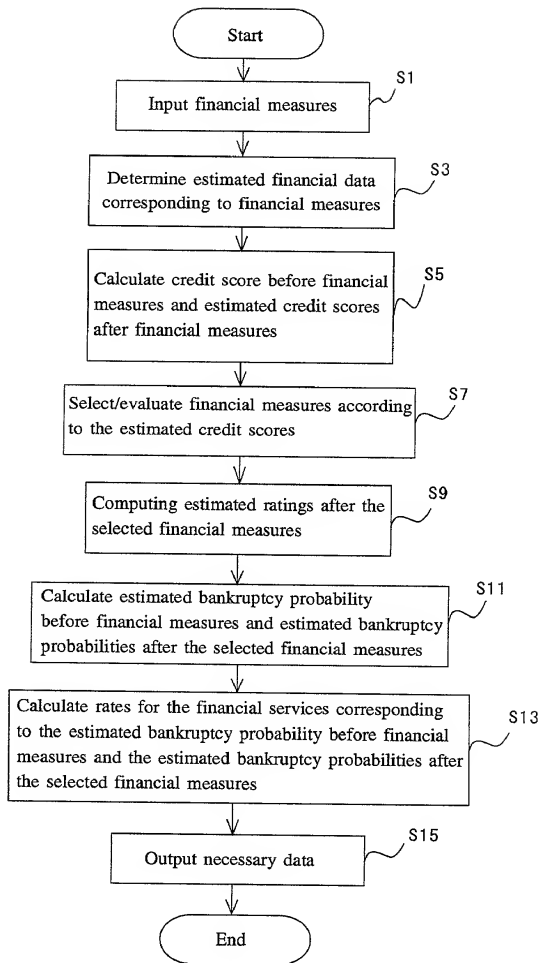 Start
S1
Input financial measures
S3
Determine estimated financial data
corresponding to financial measures
S5
Calculate credit score before financial
measures and estimated credit scores
after financial measures
S7
Select/evaluate financial measures according
to the estimated credit scores
S9
Computing estimated ratings after the
selected financial measures
S11
Calculate estimated bankruptcy probability
before financial measures and estimated bankruptcy
probabilities after the selected financial measures
S13
Calculate rates for the financial services corresponding
to the estimated bankruptcy probability before financial
measures and the estimated bankruptcy probabilities after
the selected financial measures
S15
Output necessary data
End